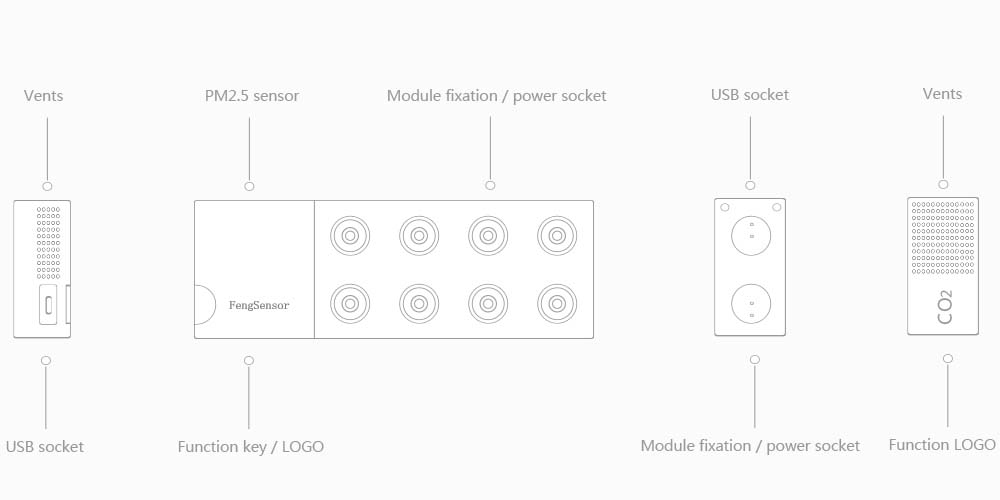 Vents
PM2.5 sensor
Module fixation / power socket
USB socket
Vents
FengSensor
CO2
USB socket
Function key / LOGO
Module fixation / power socket
Function LOGO